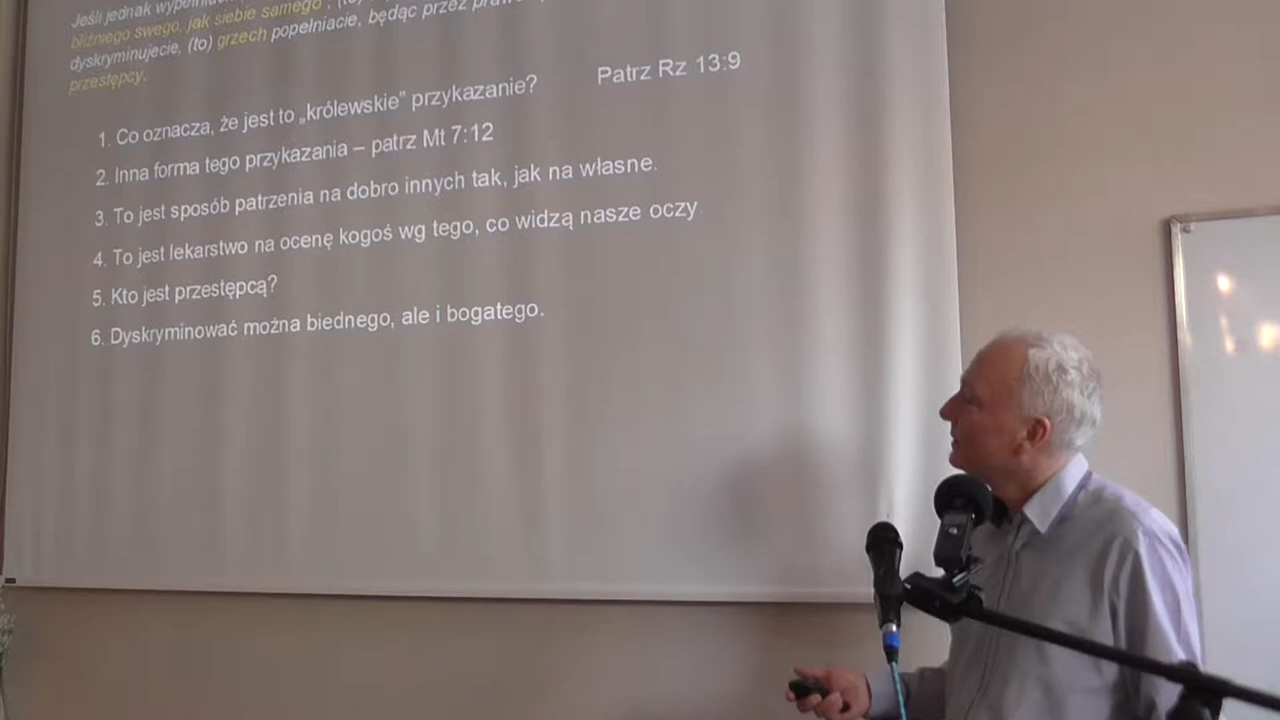 Jeśli jednak
bliźniego swego, jak siebie samego
dyskryminujecie, (to) grzech popełniacie, będąc przez
przestępcy.
1. Co oznacza, że jest to „królewskie” przykazanie? Patrz Rz 13:9
2. Inna forma tego przykazania – patrz Mt 7:12
3. To jest sposób patrzenia na dobro innych tak, jak na własne.
4. To jest lekarstwo na ocenę kogoś wg tego, co widzą nasze oczy
5. Kto jest przestępcą?
6. Dyskryminować można biednego, ale i bogatego.